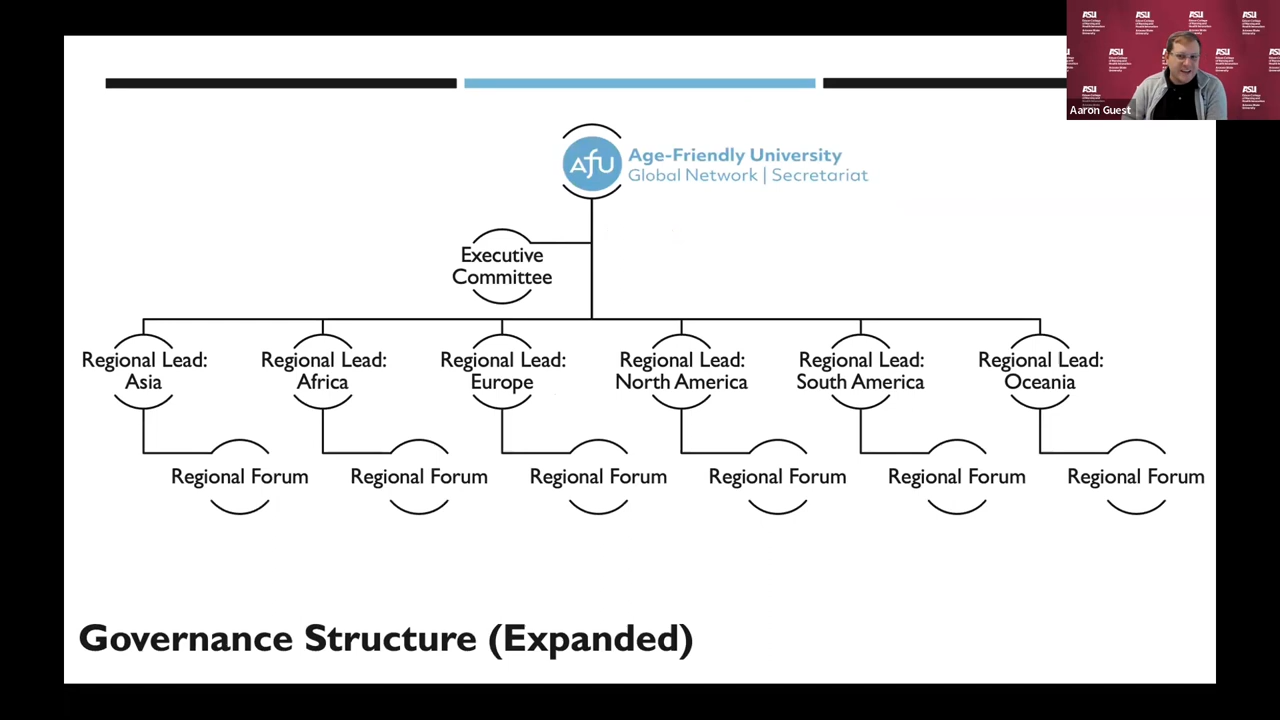 ASU
Aaron Guest
AfU
Age-Friendly University
Global Network | Secretariat
Executive
Committee
Regional Lead:
Asia
Regional Lead:
Africa
Regional Lead:
Europe
Regional Lead:
North America
Regional Lead:
South America
Regional Lead:
Oceania
Regional Forum
Regional Forum
Regional Forum
Regional Forum
Regional Forum
Regional Forum
Governance Structure (Expanded)